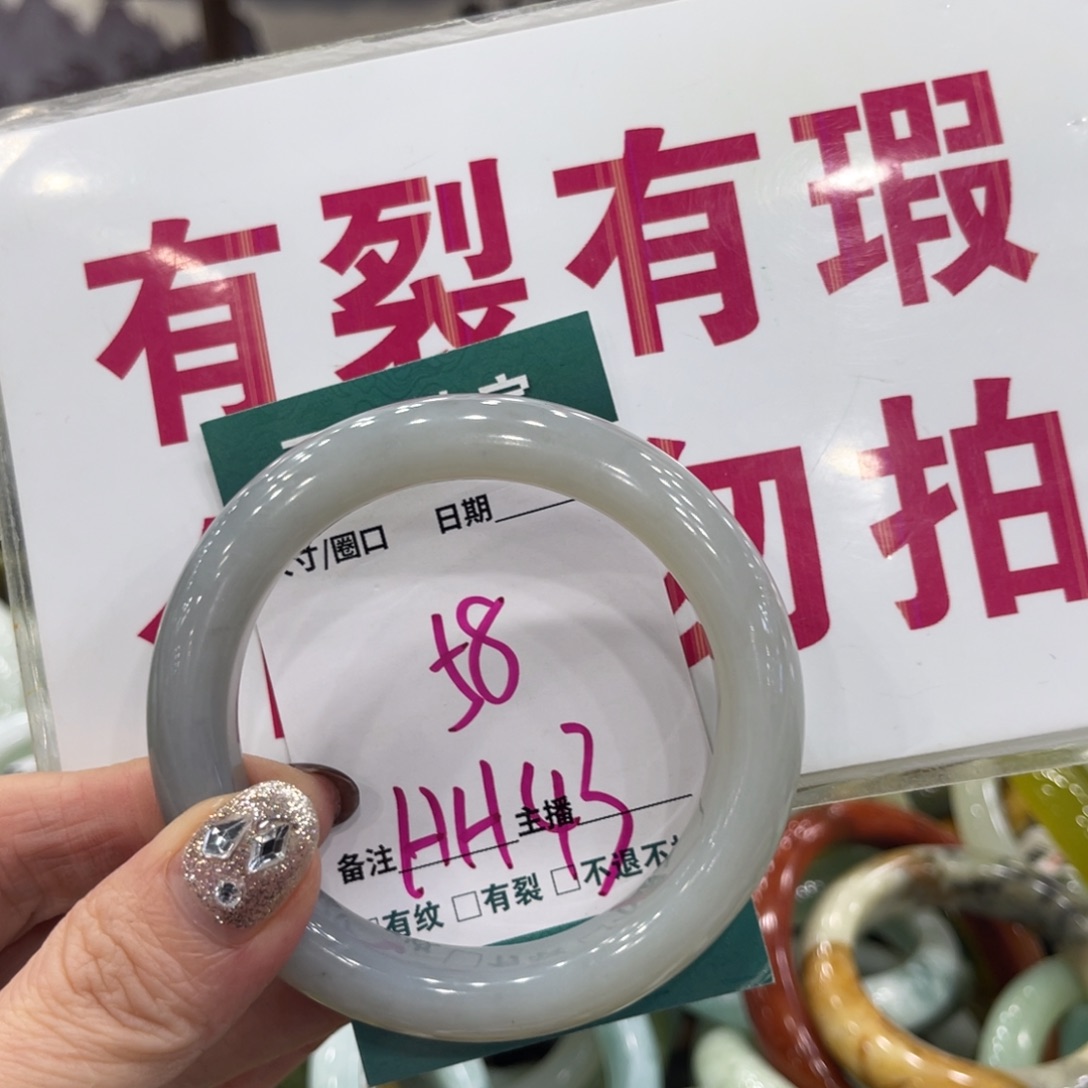 有裂有瑕
勿拍
寸/圈口 日期
58
HH43
备注 主播
有纹 □有裂 □不退不